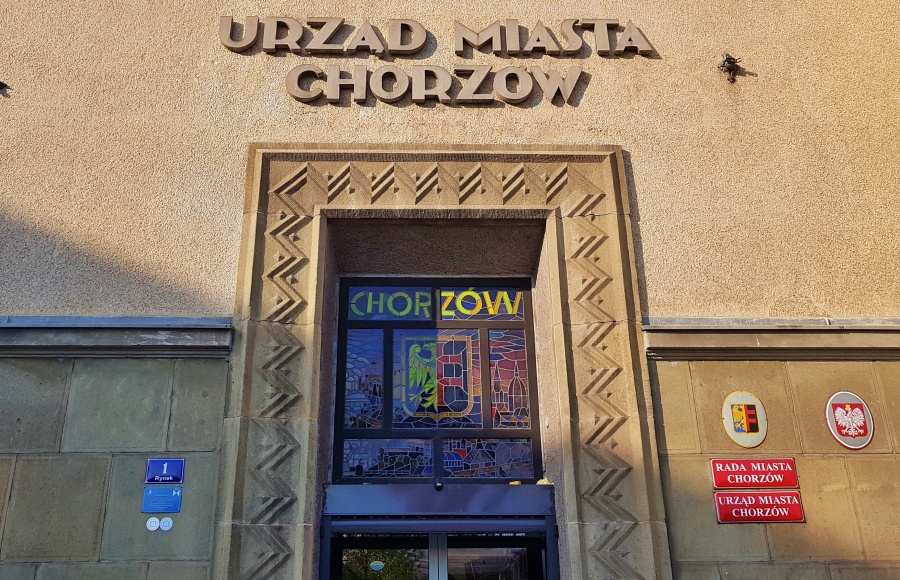 URZĄD MIASTA
CHORZÓW
CHORZÓW
1
Rynek
RADA MIASTA
CHORZÓW
URZĄD MIASTA
CHORZÓW